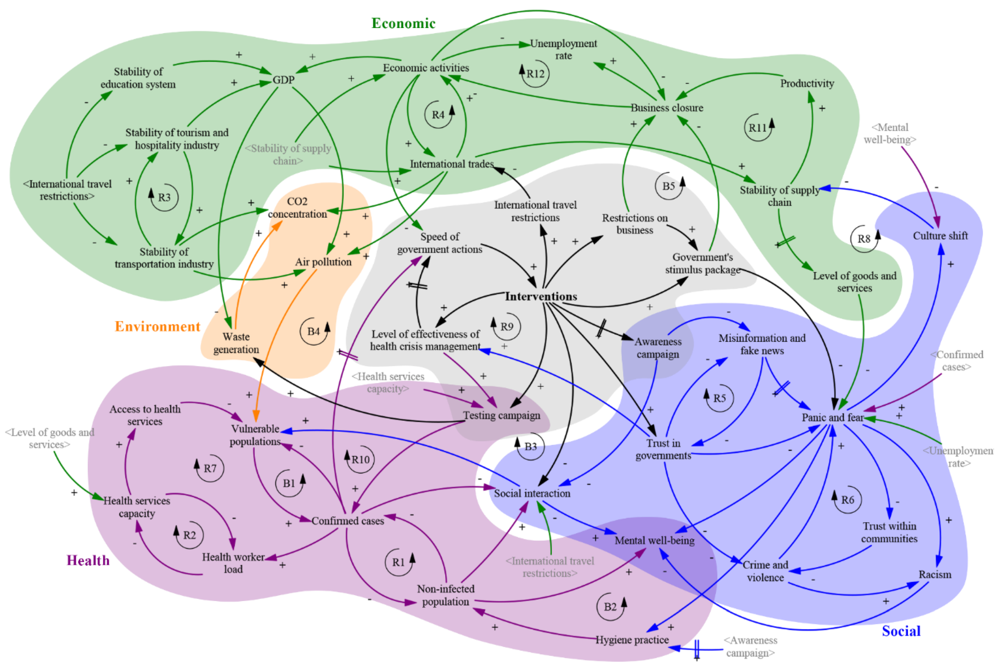 Economic
Unemployment
rate
Economic activities
Stability of
education system
GDP
R12
Productivity
Business closure
R4
R11
Stability of tourism and
hospitality industry
<Mental
well-being>
<Stability of supply
chain>
International trades
<International travel
restrictions>
R3
B5
Stability of supply
chain
CO2
concentration
International travel
restrictions
Restrictions on
business
R8
Culture shift
Speed of
government actions
Stability of
transportation industry
Air pollution
Government's
stimulus package
Level of goods and
services
Interventions
Environment
B4
R9
Waste
generation
Level of effectiveness of
health crisis management
Awareness
campaign
Misinformation and
fake news
<Confirmed
cases>
<Health services
capacity>
R5
Access to health
services
Testing campaign
Panic and fear
<Level of goods and
services>
Vulnerable
populations
B3
Trust in
governments
<Unemploymen
rate>
R7
R10
B1
Social interaction
R6
Health services
capacity
Confirmed cases
R2
Mental well-being
Trust within
communities
Health
Health worker
load
R1
<International travel
restrictions>
Crime and
violence
Racism
Non-infected
population
B2
Social
Hygiene practice
<Awareness
campaign>